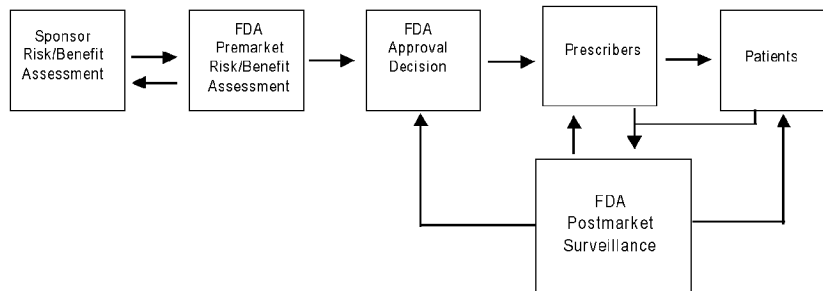 Sponsor
Risk/Benefit
Assessment
FDA
Premarket
Risk/Benefit
Assessment
FDA
Approval
Decision
Prescribers
Patients
FDA
Postmarket
Surveillance